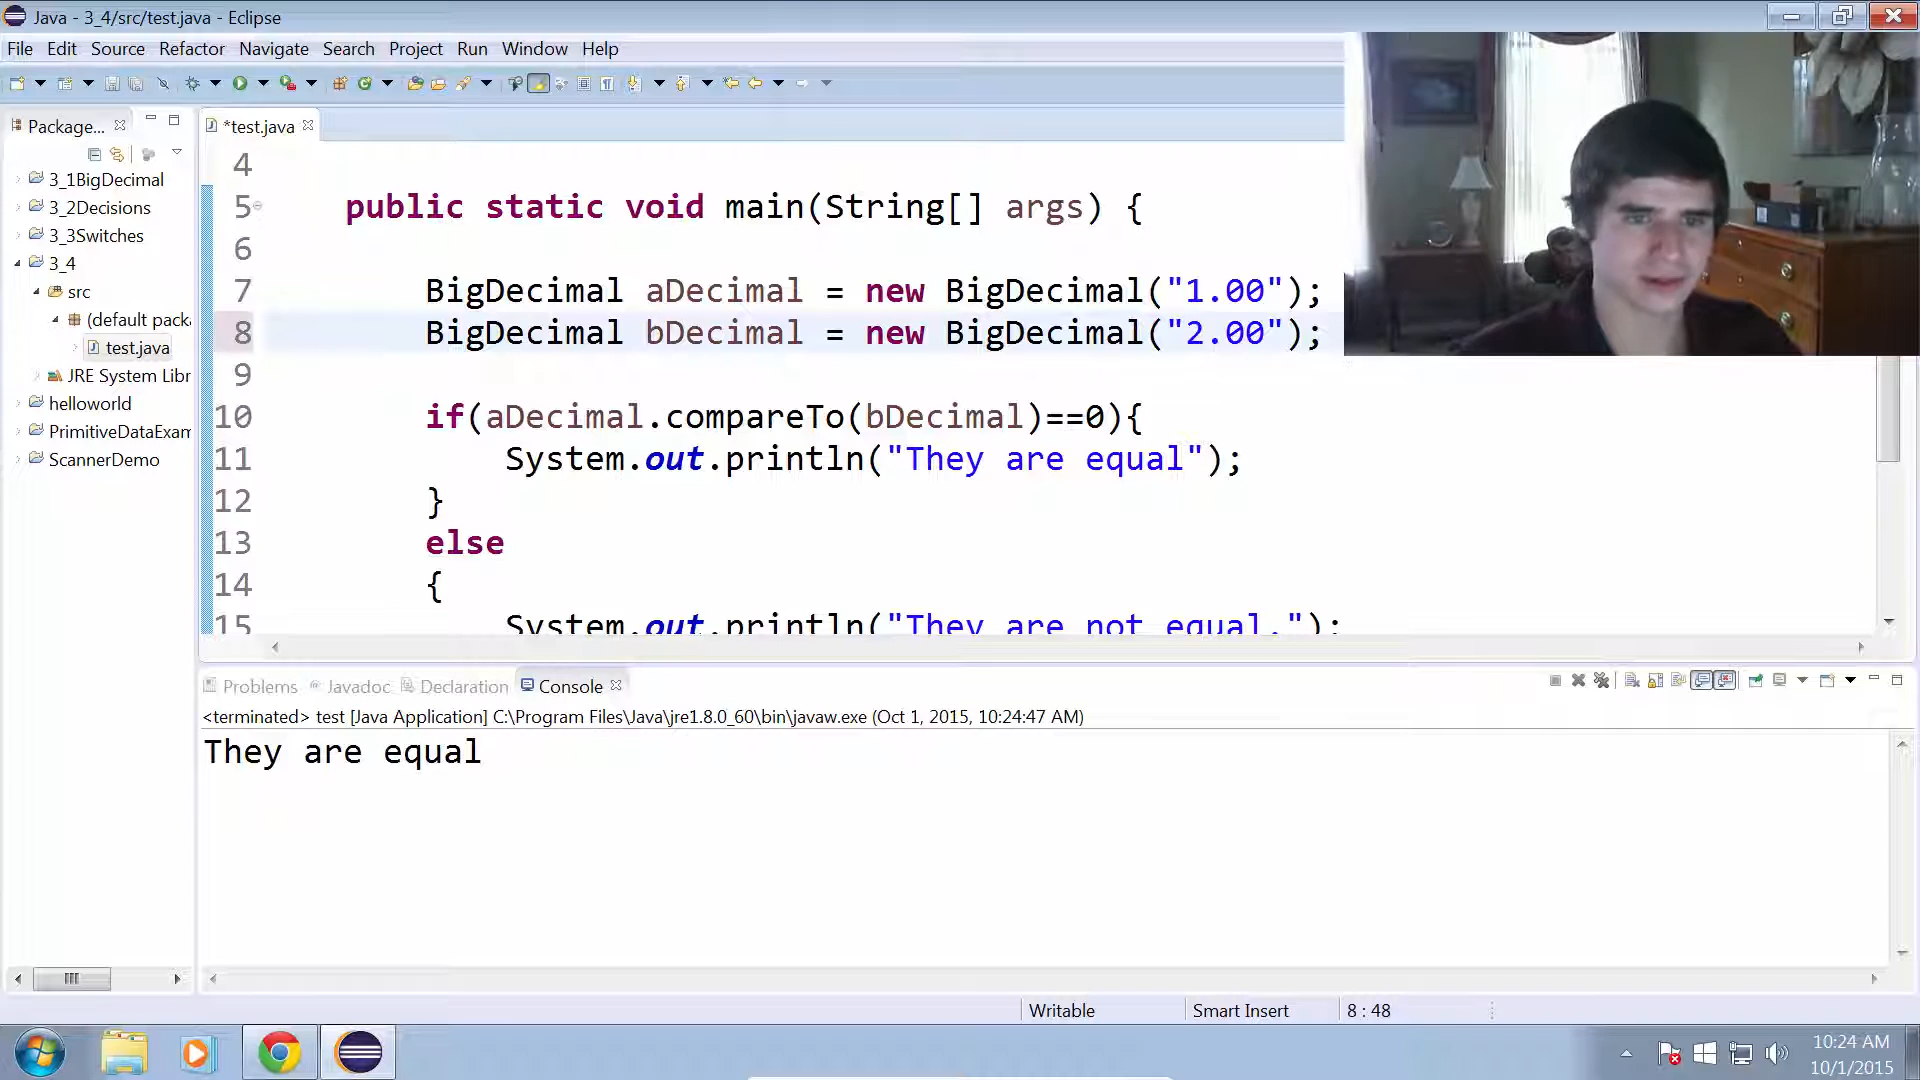 Java - 3_4/src/test.java - Eclipse
File Edit Source Refactor Navigate Search Project Run Window Help
Package...
*test.java
3_1BigDecimal
3_2Decisions
3_3Switches
3_4
src
(default packa
test.java
JRE System Libr
helloworld
PrimitiveDataExam
ScannerDemo
4
5 public static void main(String[] args) {
6
7 BigDecimal aDecimal = new BigDecimal("1.00");
8 BigDecimal bDecimal = new BigDecimal("2.00");
9
10 if(aDecimal.compareTo(bDecimal)==0){
11 System.out.println("They are equal");
12 }
13 else
14 {
15 System.out.println("They are not equal.");
Problems Javadoc Declaration Console
<terminated> test [Java Application] C:\Program Files\Java\jre1.8.0_60\bin\javaw.exe (Oct 1, 2015, 10:24:47 AM)
They are equal
Writable Smart Insert 8 : 48
10:24 AM
10/1/2015